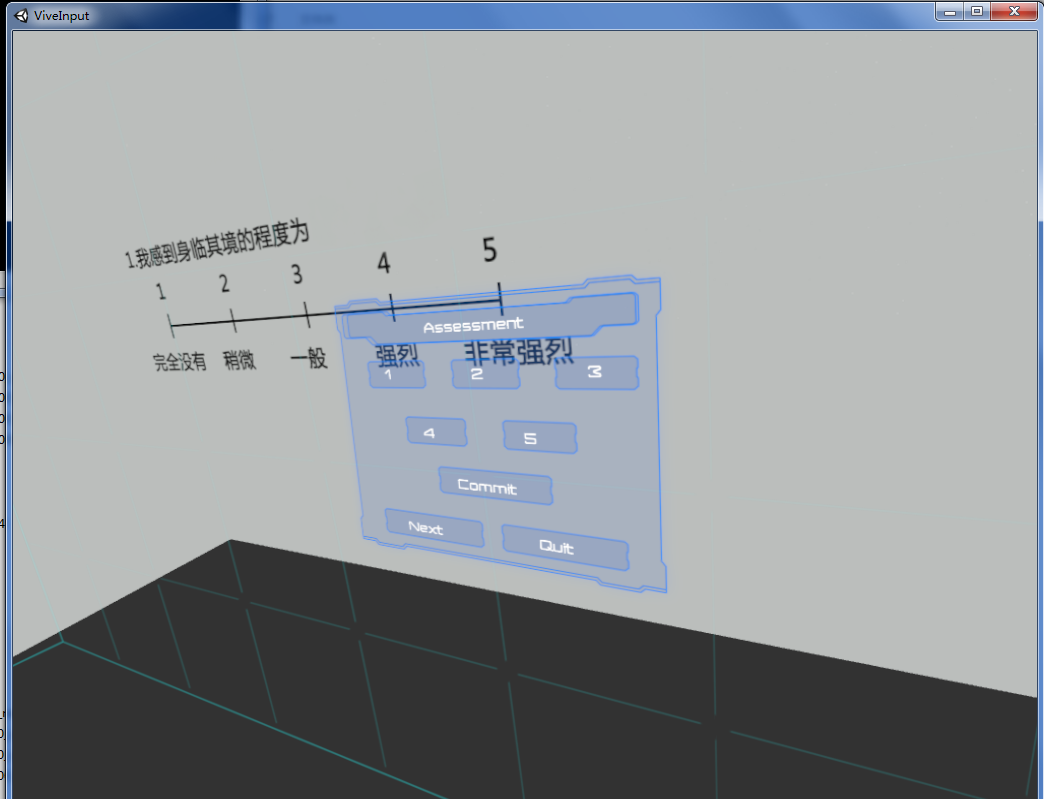 ViveInput
1.我感到身临其境的程度为
1 2 3 4 5
完全没有 稍微 一般 强烈 非常强烈
Assessment
1 2 3
4 5
Commit
Next Quit